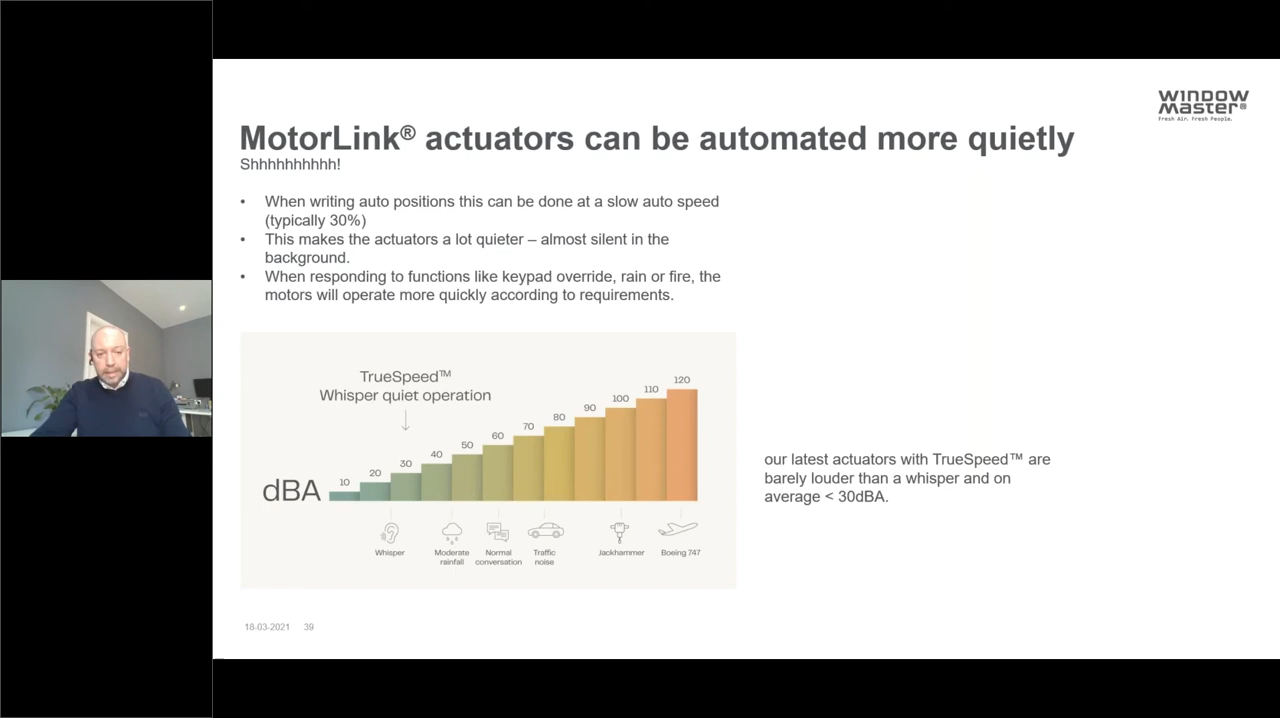 WINDOW
Master®
Fresh Air. Fresh People.
MotorLink® actuators can be automated more quietly
Shhhhhhhhhh!
• When writing auto positions this can be done at a slow auto speed
(typically 30%)
• This makes the actuators a lot quieter – almost silent in the
background.
• When responding to functions like keypad override, rain or fire, the
motors will operate more quickly according to requirements.
TrueSpeed™
Whisper quiet operation
dBA
10 20 30 40 50 60 70 80 90 100 110 120
Whisper Moderate Normal Traffic Jackhammer Boeing 747
rainfall conversation noise
our latest actuators with TrueSpeed™ are
barely louder than a whisper and on
average < 30dBA.
18-03-2021 39